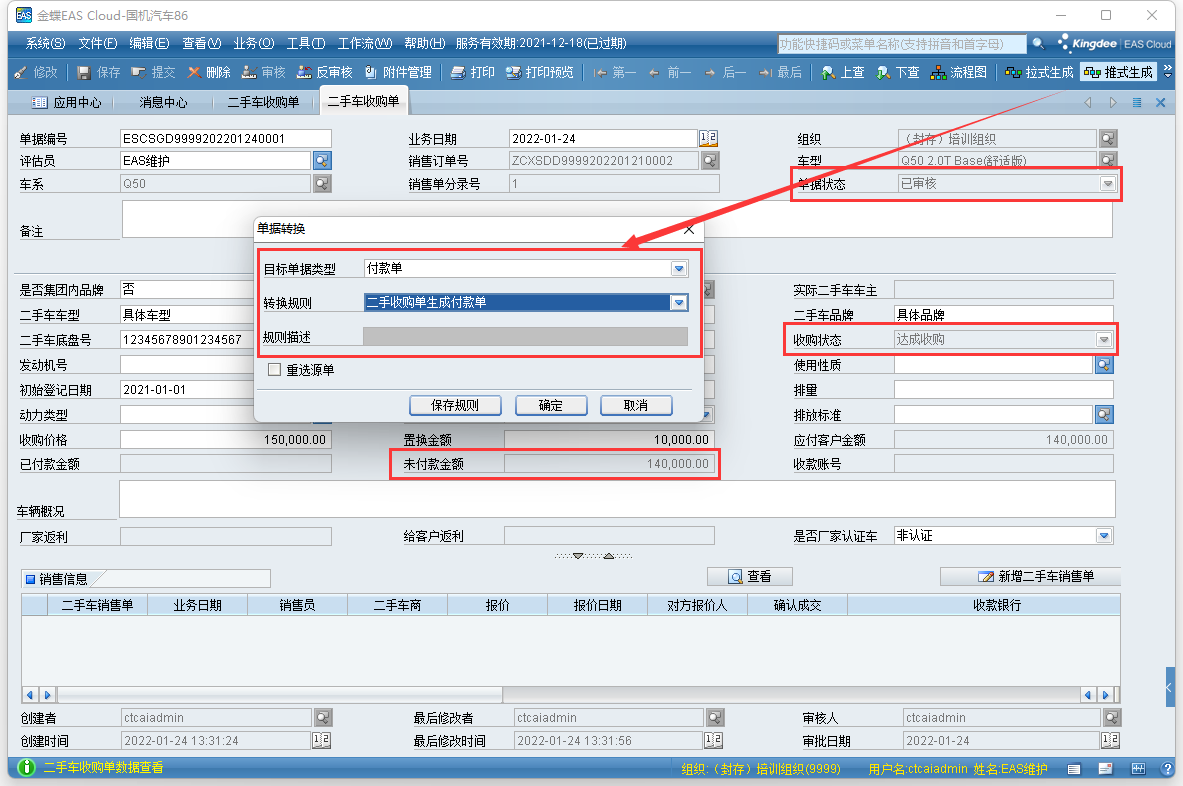 金蝶EAS Cloud-国机汽车86
系统(S) 文件(F) 编辑(E) 查看(V) 业务(O) 工具(T) 工作流(W) 帮助(H) 服务有效期:2021-12-18(已过期) 功能快捷码或菜单名称(支持拼音和首字母) Kingdee EAS Cloud
修改 保存 提交 删除 审核 反审核 附件管理 打印 打印预览 第一 前一 后一 最后 上查 下查 流程图 拉式生成 推式生成
应用中心 消息中心 二手车收购单 二手车收购单
单据编号 ESCSGD9999202201240001 业务日期 2022-01-24 组织 （封存）培训组织
评估员 EAS维护 销售订单号 ZCXSDD9999202201210002 车型 Q50 2.0T Base(舒适版)
车系 Q50 销售单分录号 1 单据状态 已审核
备注
单据转换
目标单据类型 付款单
转换规则 二手收购单生成付款单
规则描述
重选源单
保存规则 确定 取消
是否集团内品牌 否 实际二手车车主
二手车车型 具体车型 二手车品牌 具体品牌
二手车底盘号 12345678901234567 收购状态 达成收购
发动机号 使用性质
初始登记日期 2021-01-01 排量
动力类型 排放标准
收购价格 150,000.00 置换金额 10,000.00 应付客户金额 140,000.00
已付款金额 未付款金额 140,000.00 收款账号
车辆概况
厂家返利 给客户返利 是否厂家认证车 非认证
销售信息 查看 新增二手车销售单
二手车销售单 业务日期 销售员 二手车商 报价 报价日期 对方报价人 确认成交 收款银行
创建者 ctcaiadmin 最后修改者 ctcaiadmin 审核人 ctcaiadmin
创建时间 2022-01-24 13:31:24 最后修改时间 2022-01-24 13:31:56 审批日期 2022-01-24
二手车收购单数据查看 组织:（封存）培训组织(9999) 用户名:ctcaiadmin 姓名:EAS维护